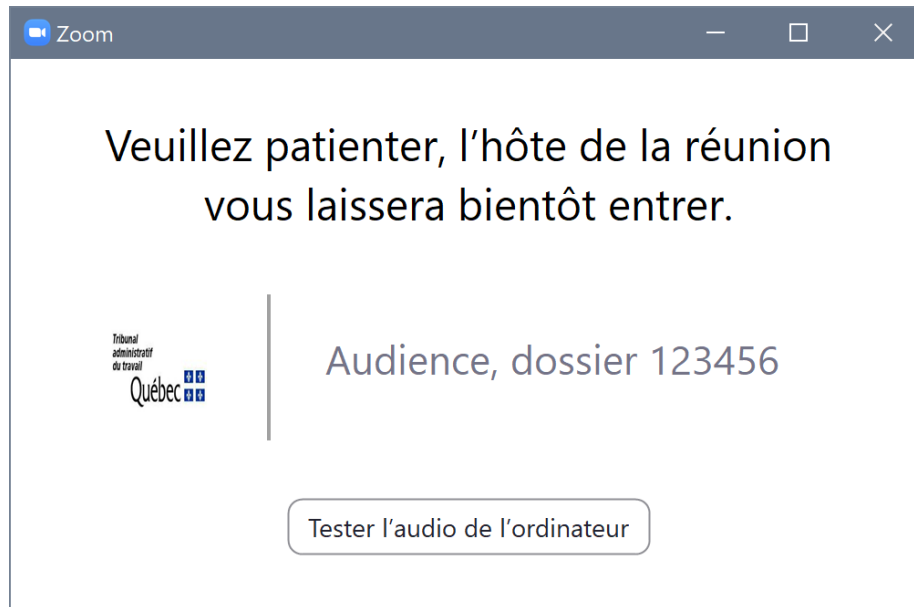 Zoom
Veuillez patienter, l’hôte de la réunion
vous laissera bientôt entrer.
Tribunal
administratif
du travail
Québec
Audience, dossier 123456
Tester l’audio de l’ordinateur